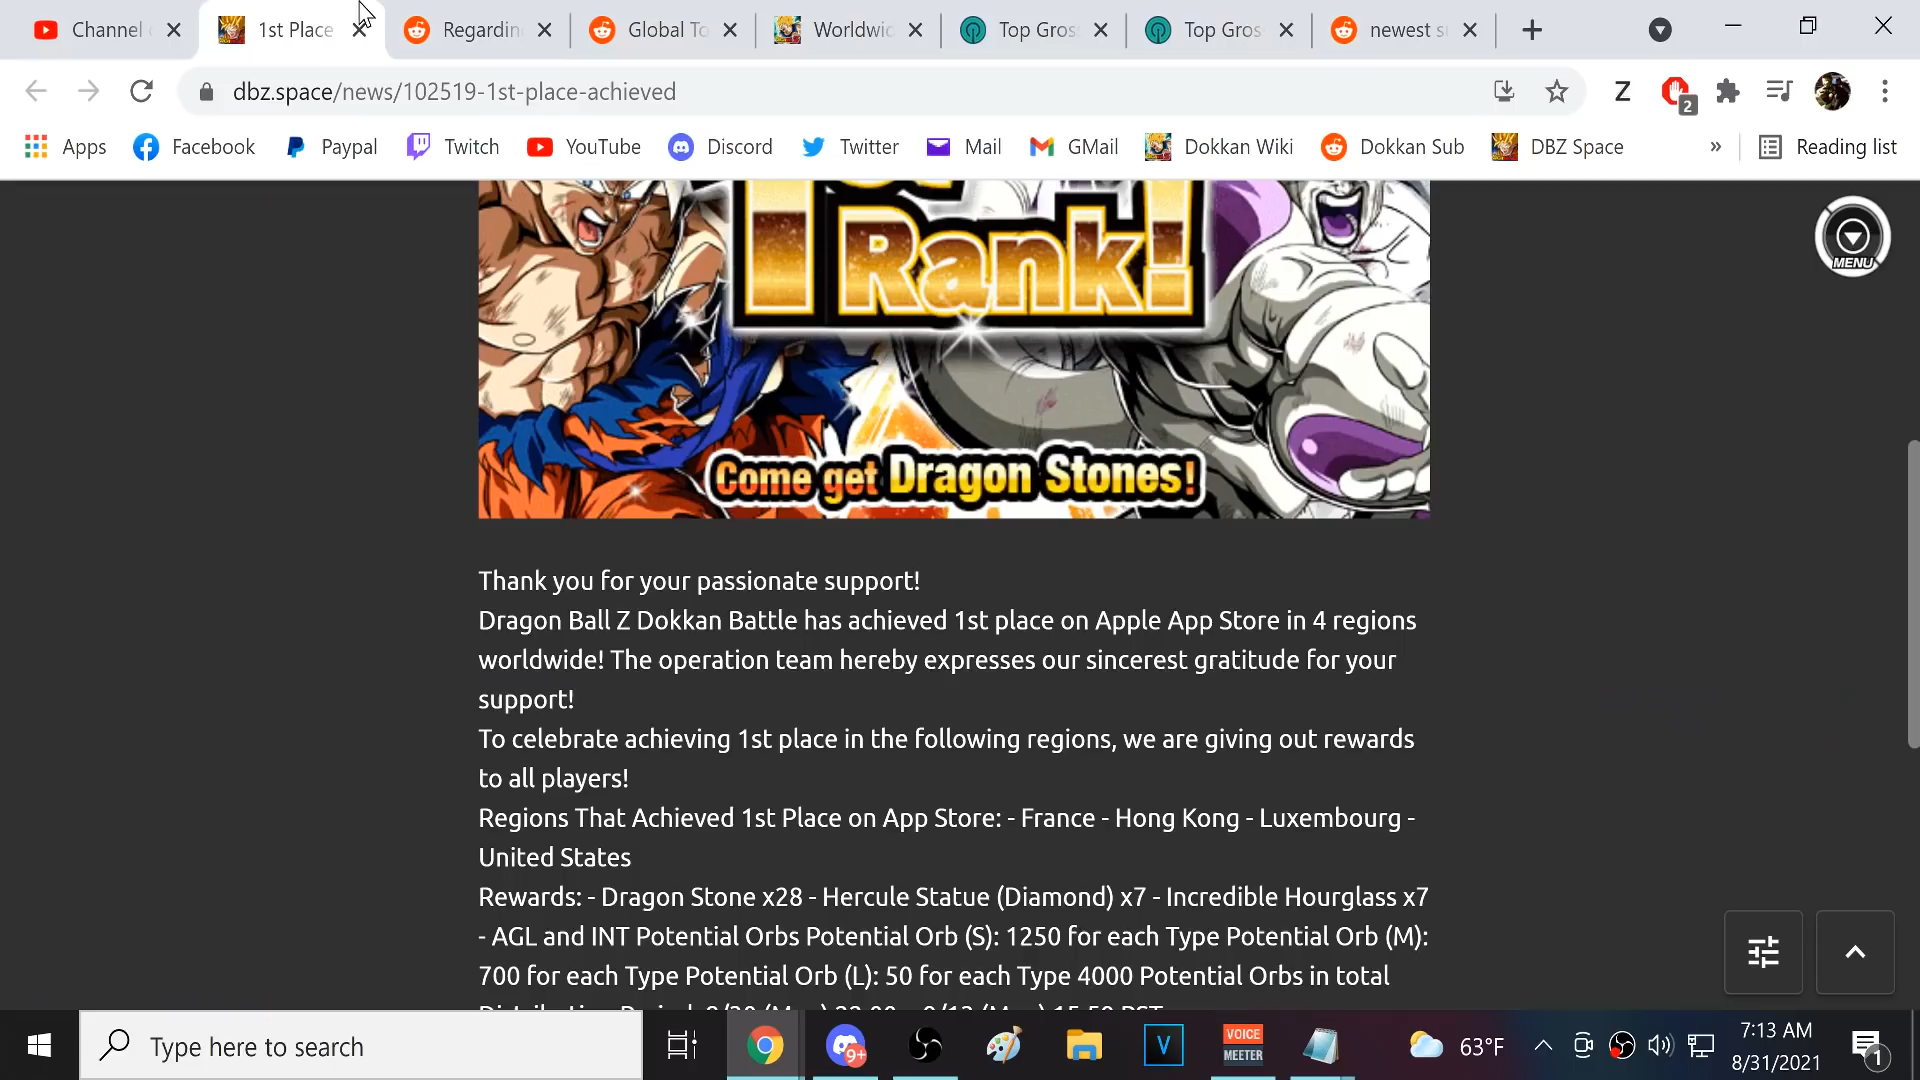 Channel
1st Place
Regardin
Global To
Worldwid
Top Gros
Top Gros
newest s
dbz.space/news/102519-1st-place-achieved
Z
2
Apps
Facebook
Paypal
Twitch
YouTube
Discord
Twitter
Mail
GMail
Dokkan Wiki
Dokkan Sub
DBZ Space
»
Reading list
Rank!
MENU
Come get Dragon Stones!
Thank you for your passionate support!
Dragon Ball Z Dokkan Battle has achieved 1st place on Apple App Store in 4 regions
worldwide! The operation team hereby expresses our sincerest gratitude for your
support!
To celebrate achieving 1st place in the following regions, we are giving out rewards
to all players!
Regions That Achieved 1st Place on App Store: - France - Hong Kong - Luxembourg -
United States
Rewards: - Dragon Stone x28 - Hercule Statue (Diamond) x7 - Incredible Hourglass x7
- AGL and INT Potential Orbs Potential Orb (S): 1250 for each Type Potential Orb (M):
700 for each Type Potential Orb (L): 50 for each Type 4000 Potential Orbs in total
Type here to search
9+
V
VOICE
MEETER
63°F
7:13 AM
8/31/2021
1